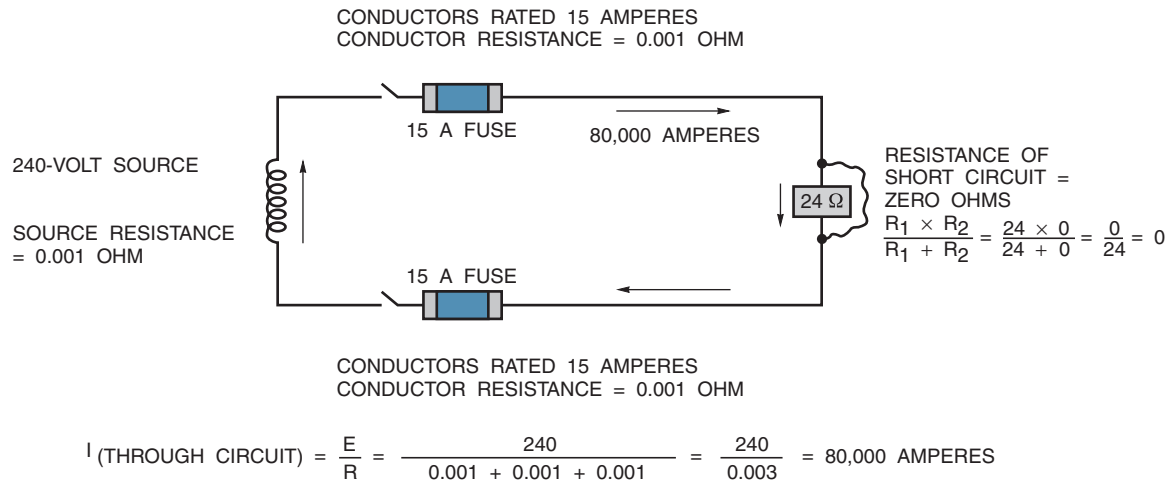 CONDUCTORS RATED 15 AMPERES
CONDUCTOR RESISTANCE = 0.001 OHM
15 A FUSE
80,000 AMPERES
240-VOLT SOURCE
SOURCE RESISTANCE
= 0.001 OHM
24 Ω
RESISTANCE OF
SHORT CIRCUIT =
ZERO OHMS
R1 × R2 / R1 + R2 = 24 × 0 / 24 + 0 = 0 / 24 = 0
15 A FUSE
CONDUCTORS RATED 15 AMPERES
CONDUCTOR RESISTANCE = 0.001 OHM
I (THROUGH CIRCUIT) = E / R = 240 / 0.001 + 0.001 + 0.001 = 240 / 0.003 = 80,000 AMPERES